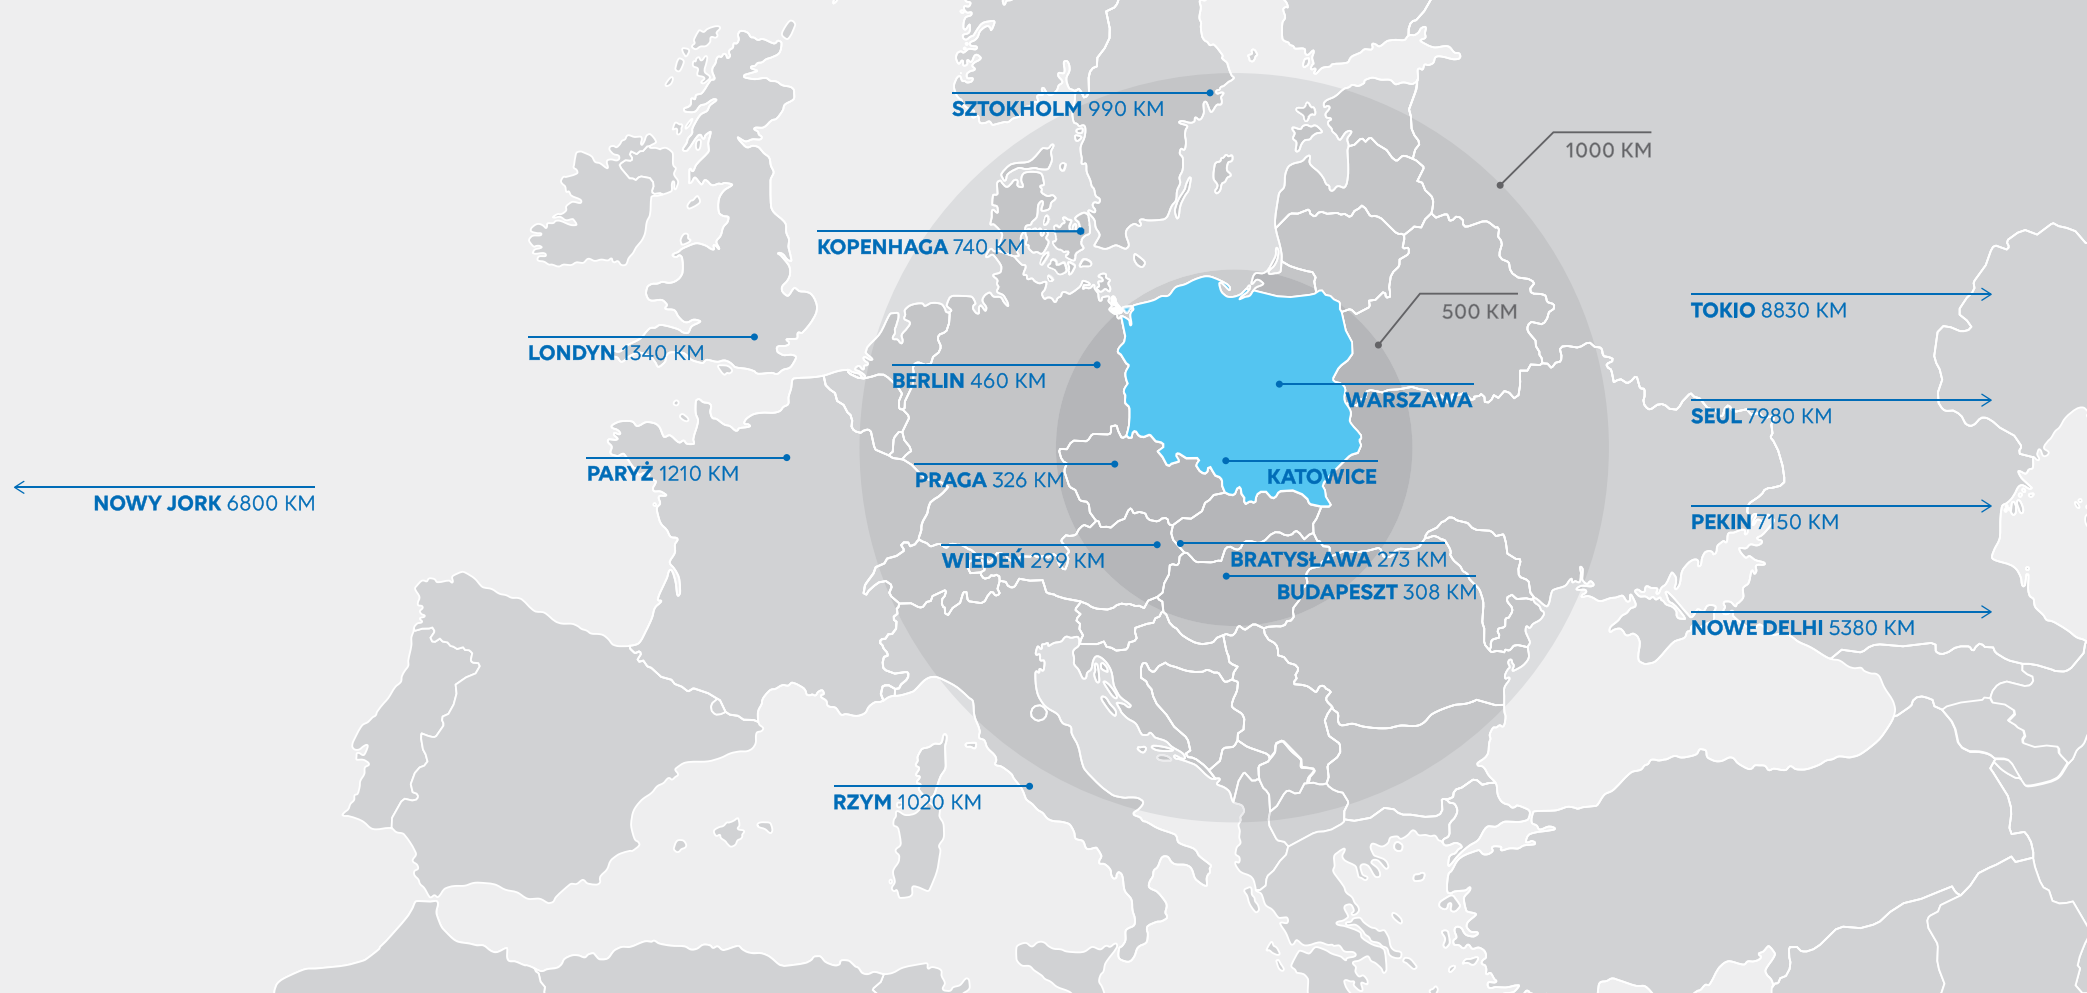 SZTOKHOLM 990 KM
1000 KM
KOPENHAGA 740 KM
500 KM
TOKIO 8830 KM
LONDYN 1340 KM
BERLIN 460 KM
WARSZAWA
SEUL 7980 KM
PARYŻ 1210 KM
PRAGA 326 KM
KATOWICE
NOWY JORK 6800 KM
PEKIN 7150 KM
WIEDEŃ 299 KM
BRATYSŁAWA 273 KM
BUDAPESZT 308 KM
NOWE DELHI 5380 KM
RZYM 1020 KM